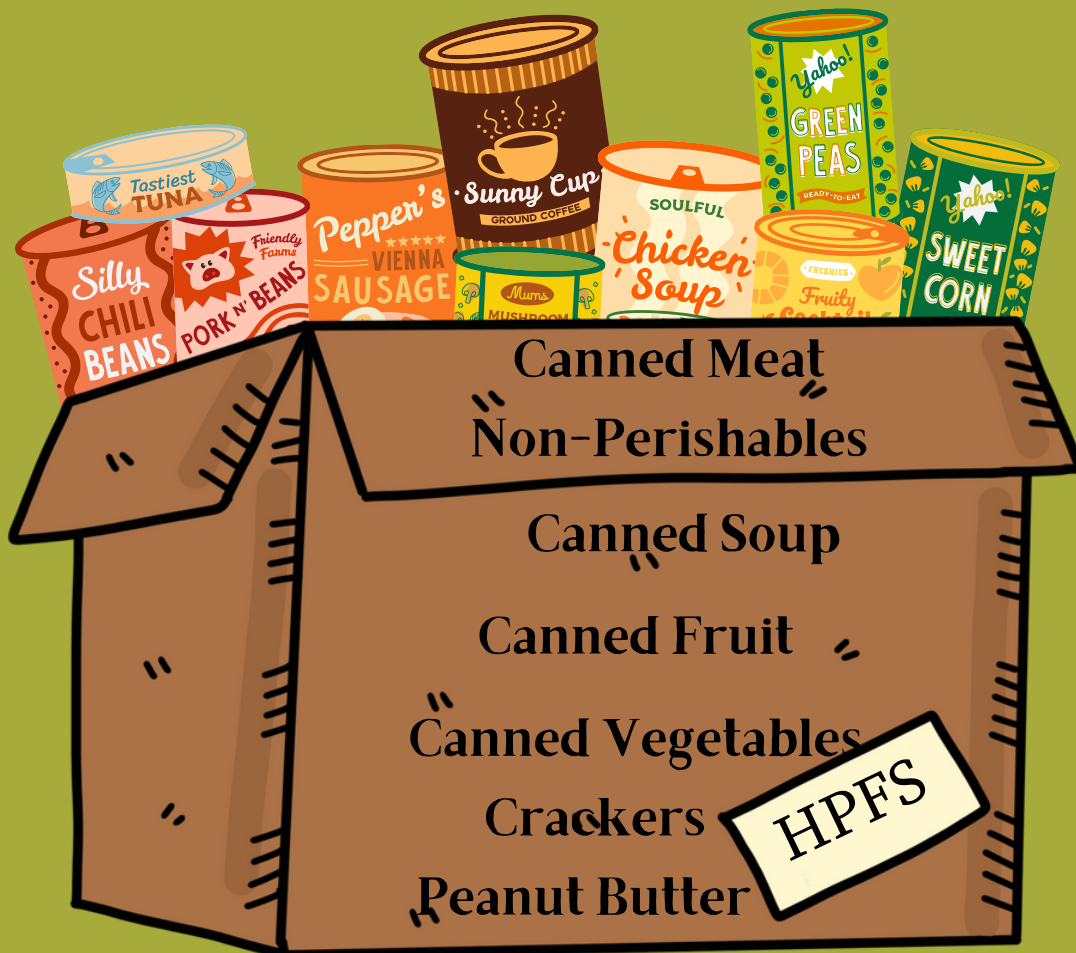 Tastiest
TUNA
Silly
CHILI
BEANS
Friendly
Farms
PORK N' BEANS
Pepper's
VIENNA
SAUSAGE
Sunny Cup
GROUND COFFEE
Mums
MUSHROOM
SOULFUL
Chicken
Soup
Yahoo!
GREEN
PEAS
READY-TO-EAT
FRESHIES
Fruity
Cocktail
Yahoo!
SWEET
CORN
Canned Meat
Non-Perishables
Canned Soup
Canned Fruit
Canned Vegetables
Crackers
Peanut Butter
HPFS